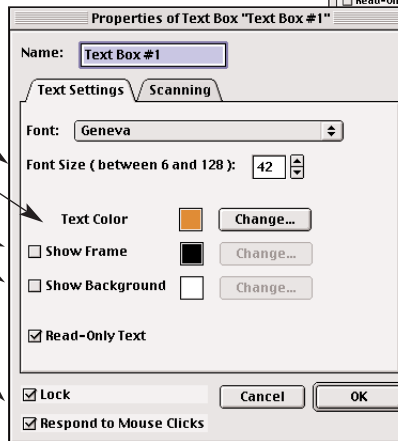 Read-Only
Properties of Text Box "Text Box #1"
Name: Text Box #1
Text Settings Scanning
Font: Geneva
Font Size ( between 6 and 128 ): 42
Text Color Change...
Show Frame Change...
Show Background Change...
Read-Only Text
Lock Cancel OK
Respond to Mouse Clicks